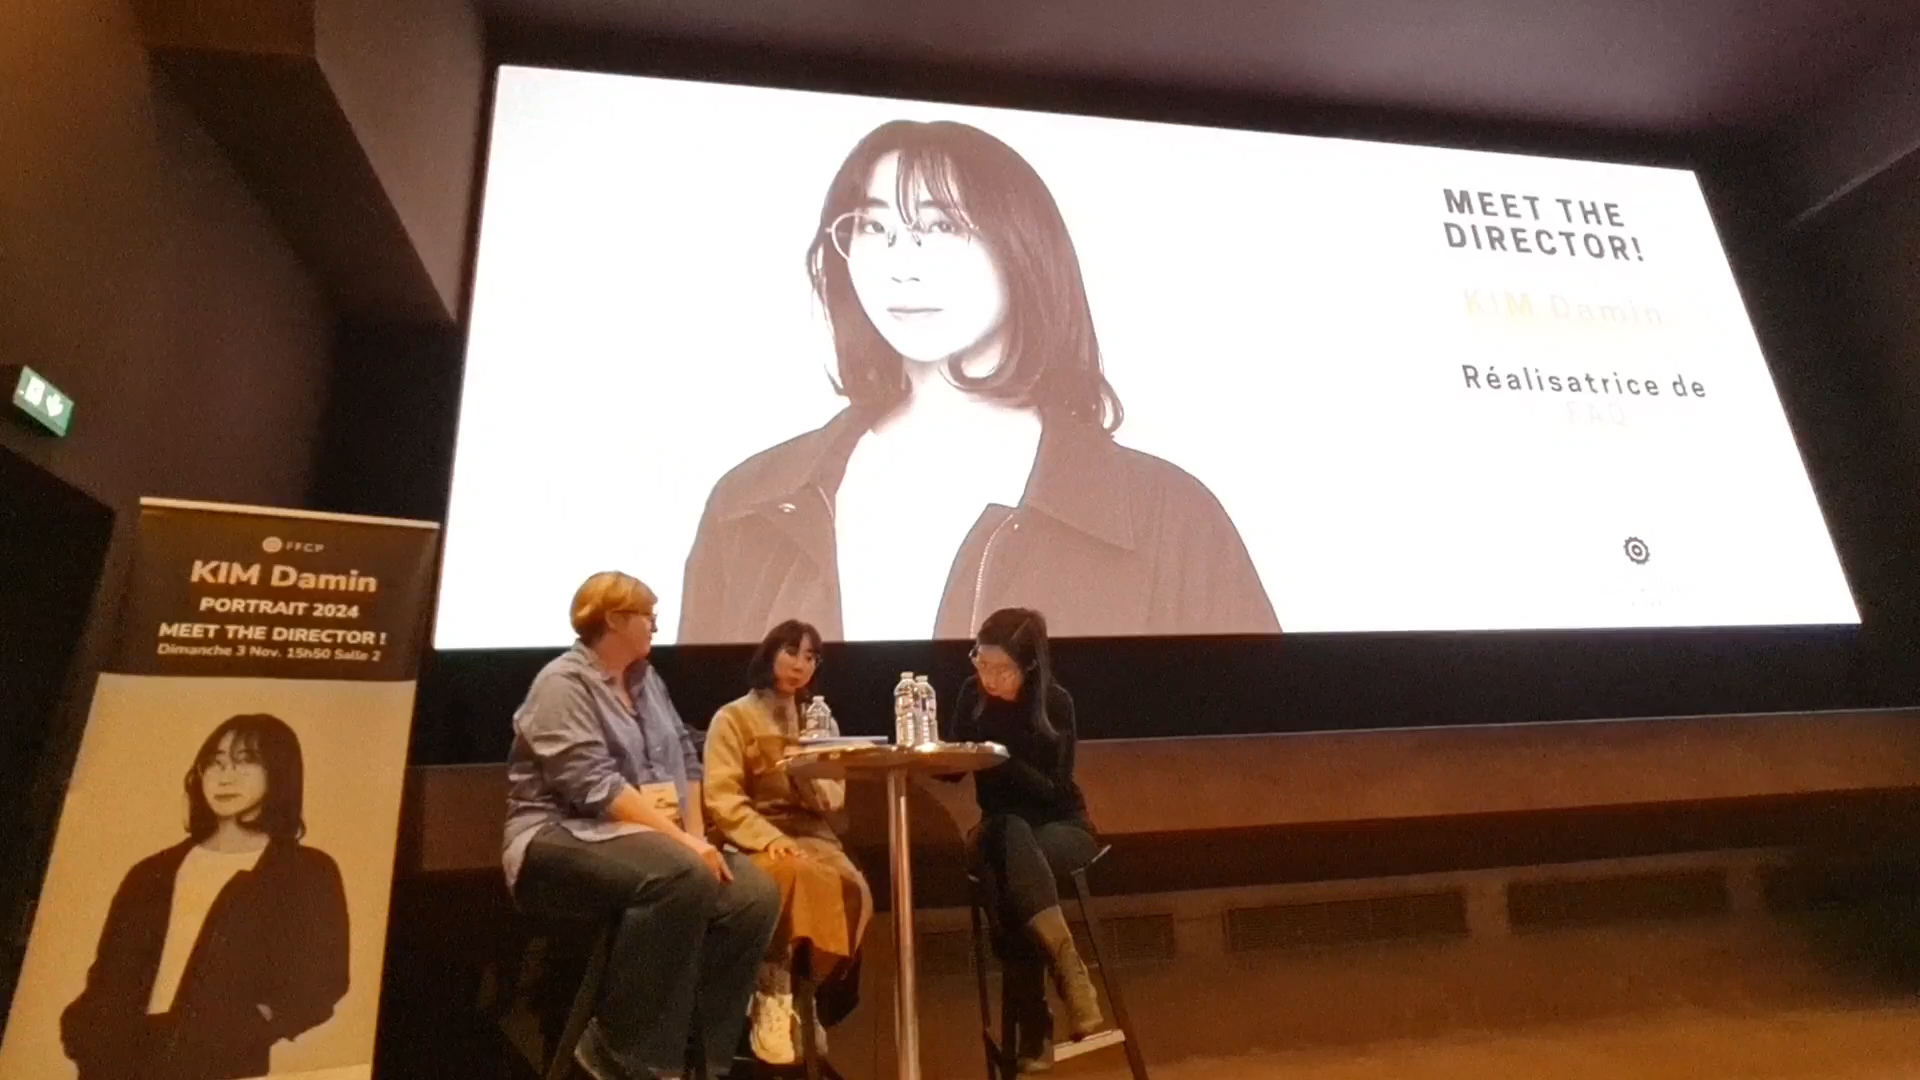 FFCP
KIM Damin
PORTRAIT 2024
MEET THE DIRECTOR !
Dimanche 3 Nov. 15h50 Salle 2
MEET THE
DIRECTOR!
KIM Damin
Réalisatrice de
FAQ